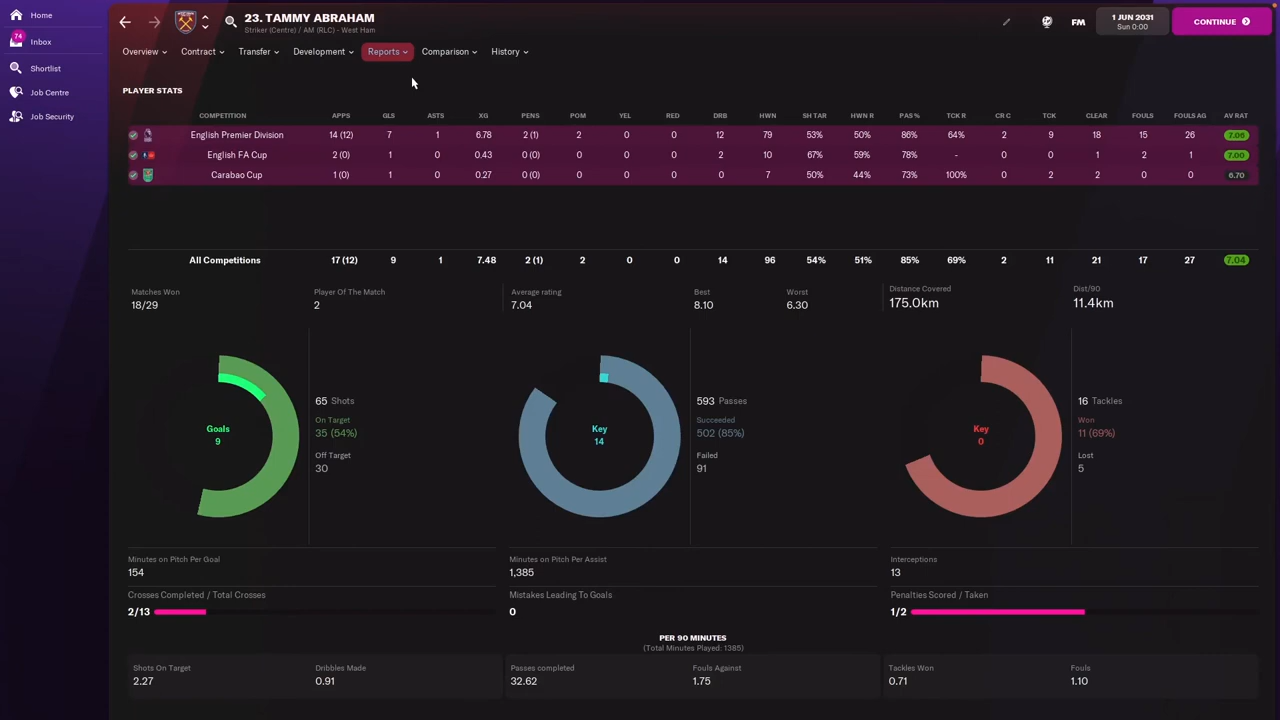 Home
Inbox
74
Shortlist
Job Centre
Job Security
23. TAMMY ABRAHAM
Striker (Centre) / AM (RLC) - West Ham
FM
1 JUN 2031
Sun 0:00
CONTINUE
Overview Contract Transfer Development Reports Comparison History
PLAYER STATS
COMPETITION APPS GLS ASTS XG PENS POM YEL RED DRB HWN SH TAR HWN R PAS % TCK R CR C TCK CLEAR FOULS FOULS AG AV RAT
English Premier Division 14 (12) 7 1 6.78 2 (1) 2 0 0 12 79 53% 50% 86% 64% 2 9 18 15 26 7.06
English FA Cup 2 (0) 1 0 0.43 0 (0) 0 0 0 2 10 67% 59% 78% - 0 0 1 2 1 7.00
Carabao Cup 1 (0) 1 0 0.27 0 (0) 0 0 0 0 7 50% 44% 73% 100% 0 2 2 0 0 6.70
All Competitions 17 (12) 9 1 7.48 2 (1) 2 0 0 14 96 54% 51% 85% 69% 2 11 21 17 27 7.04
Matches Won Player Of The Match Average rating Best Worst Distance Covered Dist/90
18/29 2 7.04 8.10 6.30 175.0km 11.4km
Goals
9
65 Shots
On Target
35 (54%)
Off Target
30
Key
14
593 Passes
Succeeded
502 (85%)
Failed
91
Key
0
16 Tackles
Won
11 (69%)
Lost
5
Minutes on Pitch Per Goal
154
Minutes on Pitch Per Assist
1,385
Interceptions
13
Crosses Completed / Total Crosses
2/13
Mistakes Leading To Goals
0
Penalties Scored / Taken
1/2
PER 90 MINUTES
(Total Minutes Played: 1385)
Shots On Target Dribbles Made Passes completed Fouls Against Tackles Won Fouls
2.27 0.91 32.62 1.75 0.71 1.10